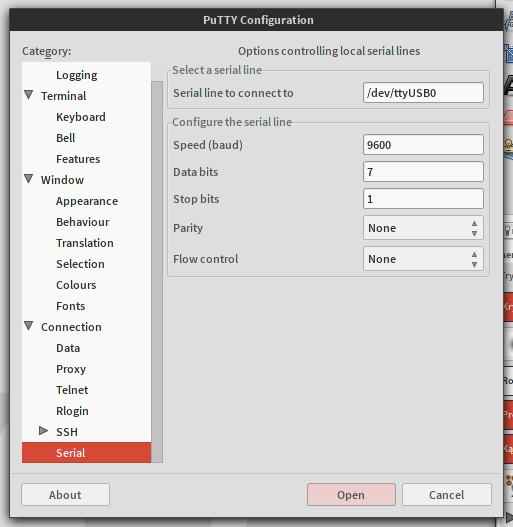 PuTTY Configuration
Category:
Logging
Terminal
Keyboard
Bell
Features
Window
Appearance
Behaviour
Translation
Selection
Colours
Fonts
Connection
Data
Proxy
Telnet
Rlogin
SSH
Serial
Options controlling local serial lines
Select a serial line
Serial line to connect to /dev/ttyUSB0
Configure the serial line
Speed (baud) 9600
Data bits 7
Stop bits 1
Parity None
Flow control None
About Open Cancel